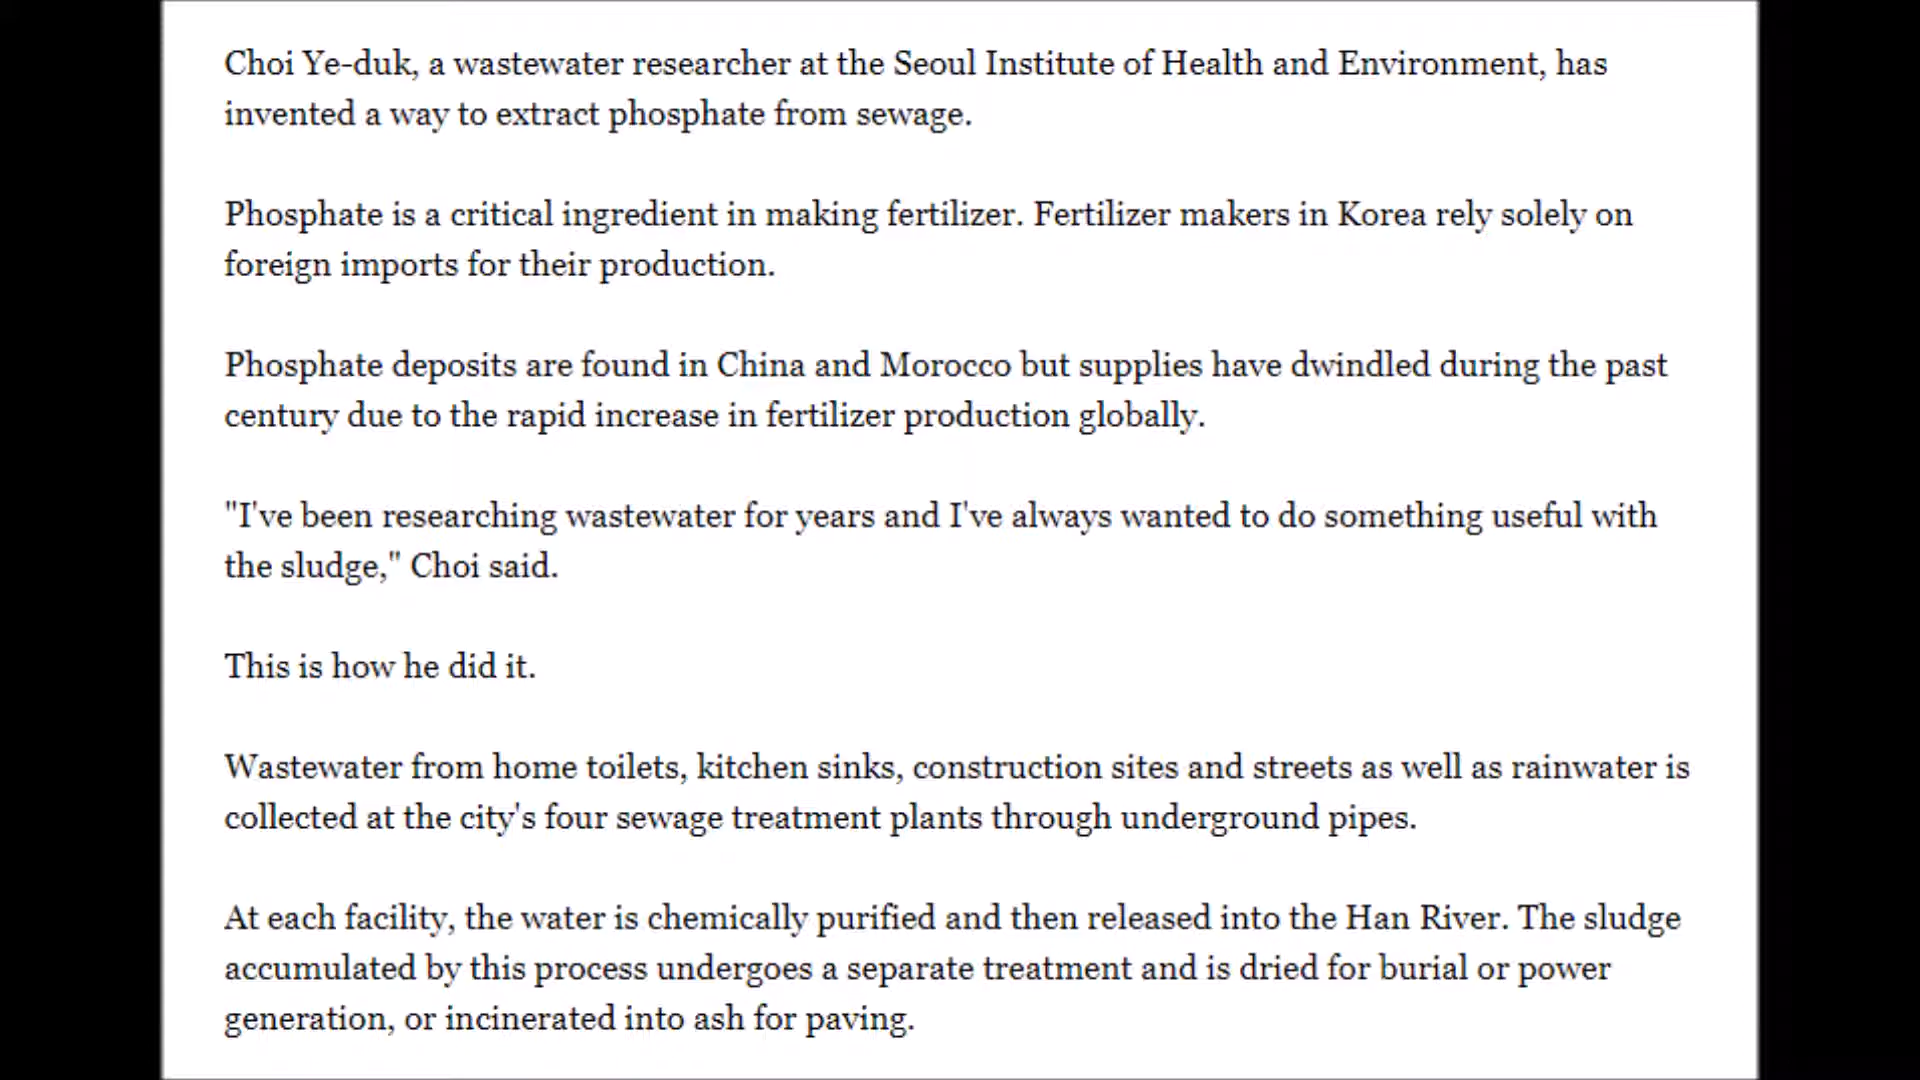 Choi Ye-duk, a wastewater researcher at the Seoul Institute of Health and Environment, has
invented a way to extract phosphate from sewage.
Phosphate is a critical ingredient in making fertilizer. Fertilizer makers in Korea rely solely on
foreign imports for their production.
Phosphate deposits are found in China and Morocco but supplies have dwindled during the past
century due to the rapid increase in fertilizer production globally.
"I've been researching wastewater for years and I've always wanted to do something useful with
the sludge," Choi said.
This is how he did it.
Wastewater from home toilets, kitchen sinks, construction sites and streets as well as rainwater is
collected at the city's four sewage treatment plants through underground pipes.
At each facility, the water is chemically purified and then released into the Han River. The sludge
accumulated by this process undergoes a separate treatment and is dried for burial or power
generation, or incinerated into ash for paving.